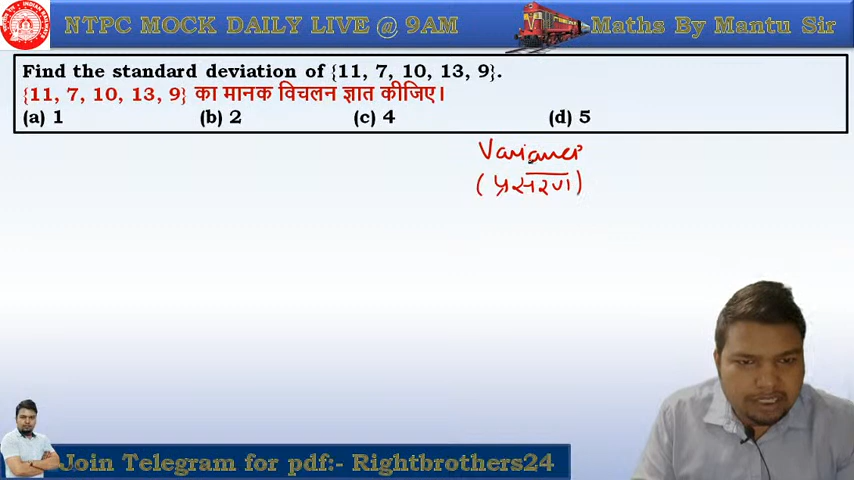 NTPC MOCK DAILY LIVE @ 9AM
Maths By Mantu Sir
Find the standard deviation of {11, 7, 10, 13, 9}.
{11, 7, 10, 13, 9} का मानक विचलन ज्ञात कीजिए।
(a) 1 (b) 2 (c) 4 (d) 5
Variance
(प्रसरण)
Join Telegram for pdf:- Rightbrothers24